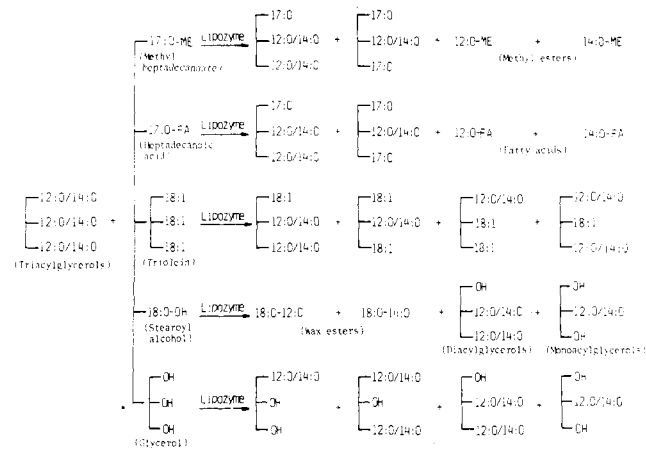 17:0 17:0
17:0-ME Lipozyme 12:0/14:0 + 12:0/14:0 + 12:0-ME + 14:0-ME
(Methyl heptadecanoate) 12:0/14:0 17:0 (Methyl esters)
17:0 17:0
17:0-FA Lipozyme 12:0/14:0 + 12:0/14:0 + 12:0-FA + 14:0-FA
(Heptadecanoic acid) 12:0/14:0 17:0 (Fatty acids)
12:0/14:0 18:1 18:1 18:1 12:0/14:0 12:0/14:0
12:0/14:0 + 18:1 Lipozyme 12:0/14:0 + 12:0/14:0 + 18:1 + 18:1
12:0/14:0 18:1 12:0/14:0 18:1 18:1 12:0/14:0
(Triacylglycerols) (Triolein)
OH OH
18:0-OH Lipozyme 18:0-12:0 + 18:0-14:0 + 12:0/14:0 + 12:0/14:0
(Stearoyl alcohol) (Wax esters) 12:0/14:0 OH
(Diacylglycerols) (Monoacylglycerols)
OH 12:0/14:0 12:0/14:0 OH OH
OH Lipozyme OH + OH + 12:0/14:0 + 12:0/14:0
OH OH 12:0/14:0 12:0/14:0 OH
(Glycerol)